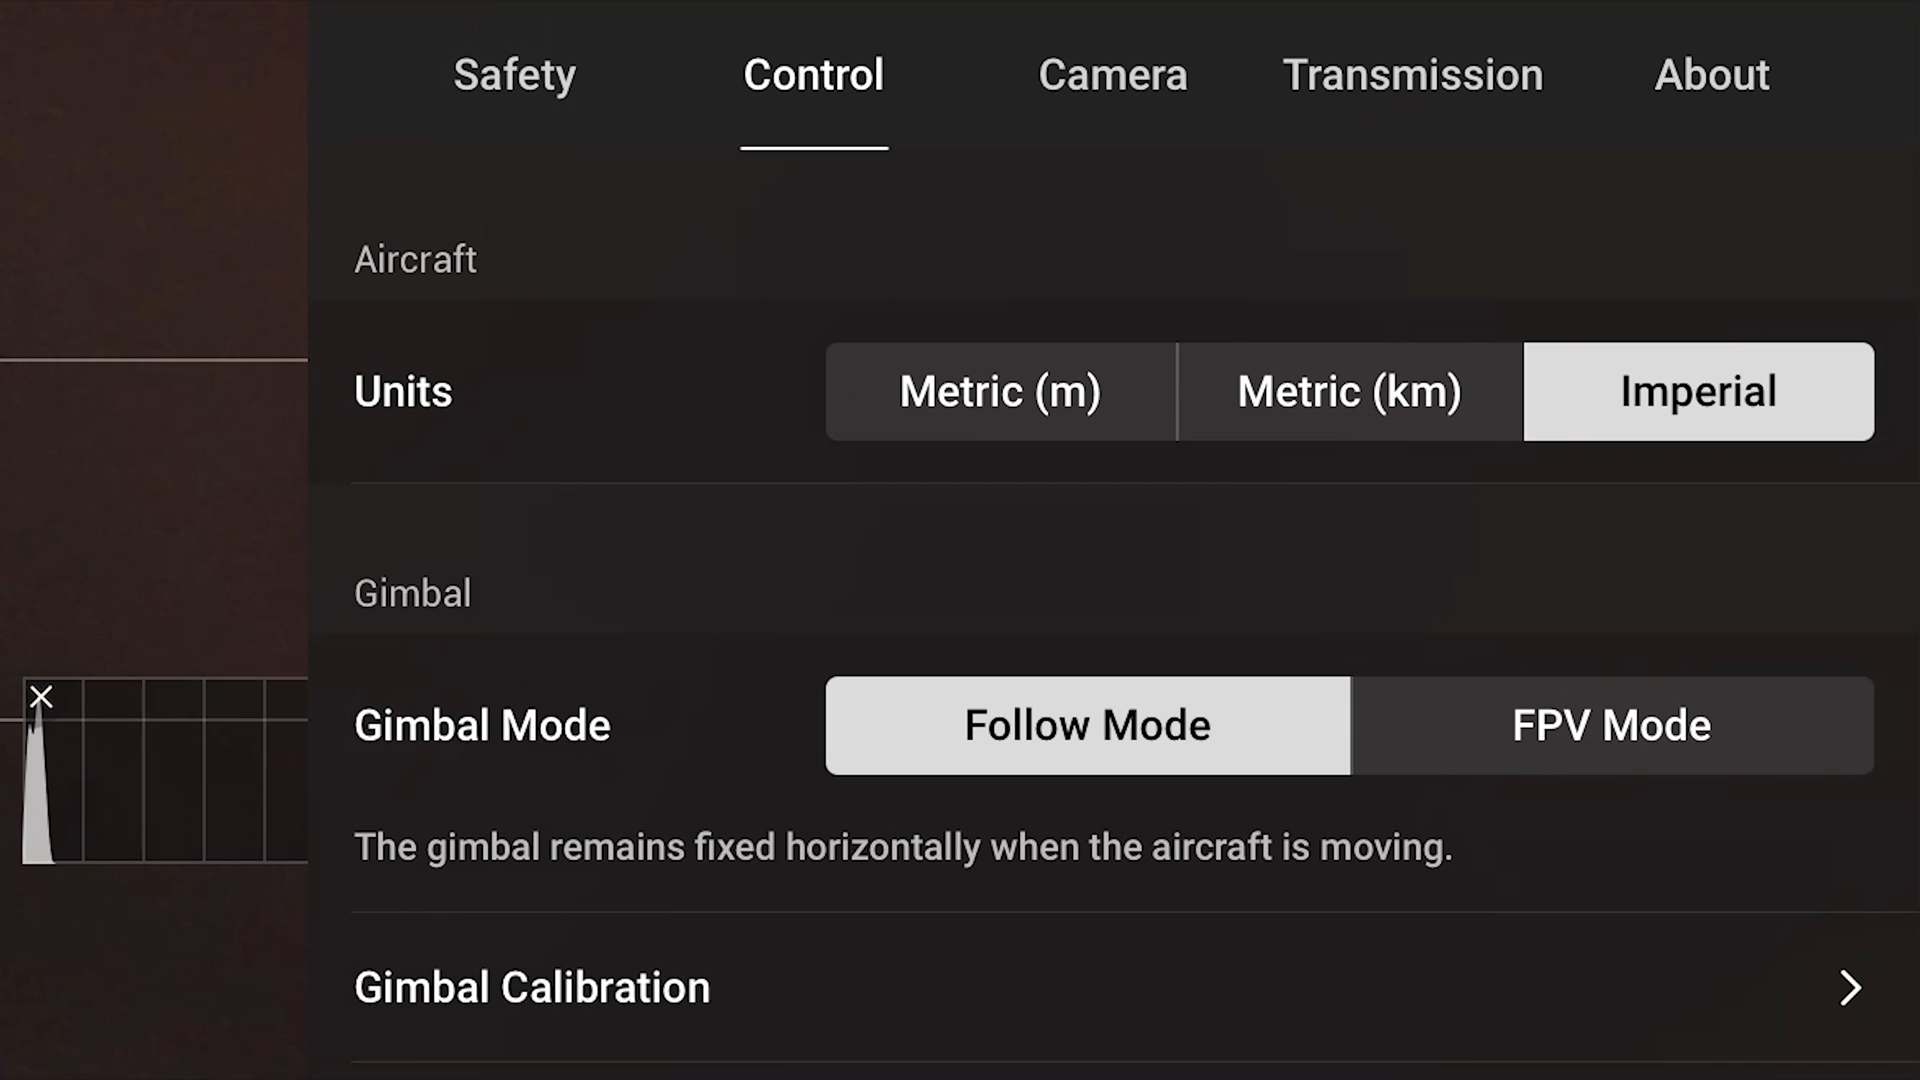 Safety Control Camera Transmission About
Aircraft
Units Metric (m) Metric (km) Imperial
Gimbal
Gimbal Mode Follow Mode FPV Mode
The gimbal remains fixed horizontally when the aircraft is moving.
Gimbal Calibration